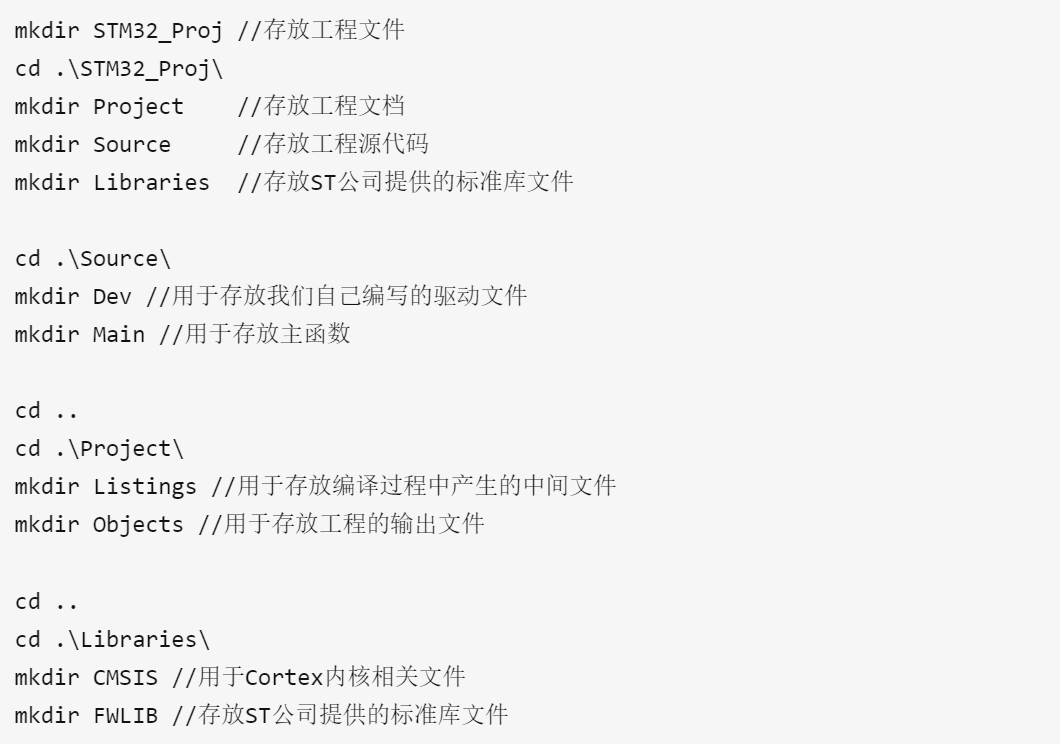 mkdir STM32_Proj //存放工程文件
cd .\STM32_Proj\
mkdir Project    //存放工程文档
mkdir Source     //存放工程源代码
mkdir Libraries  //存放ST公司提供的标准库文件
cd .\Source\
mkdir Dev //用于存放我们自己编写的驱动文件
mkdir Main //用于存放主函数
cd ..
cd .\Project\
mkdir Listings //用于存放编译过程中产生的中间文件
mkdir Objects //用于存放工程的输出文件
cd ..
cd .\Libraries\
mkdir CMSIS //用于Cortex内核相关文件
mkdir FWLIB //存放ST公司提供的标准库文件